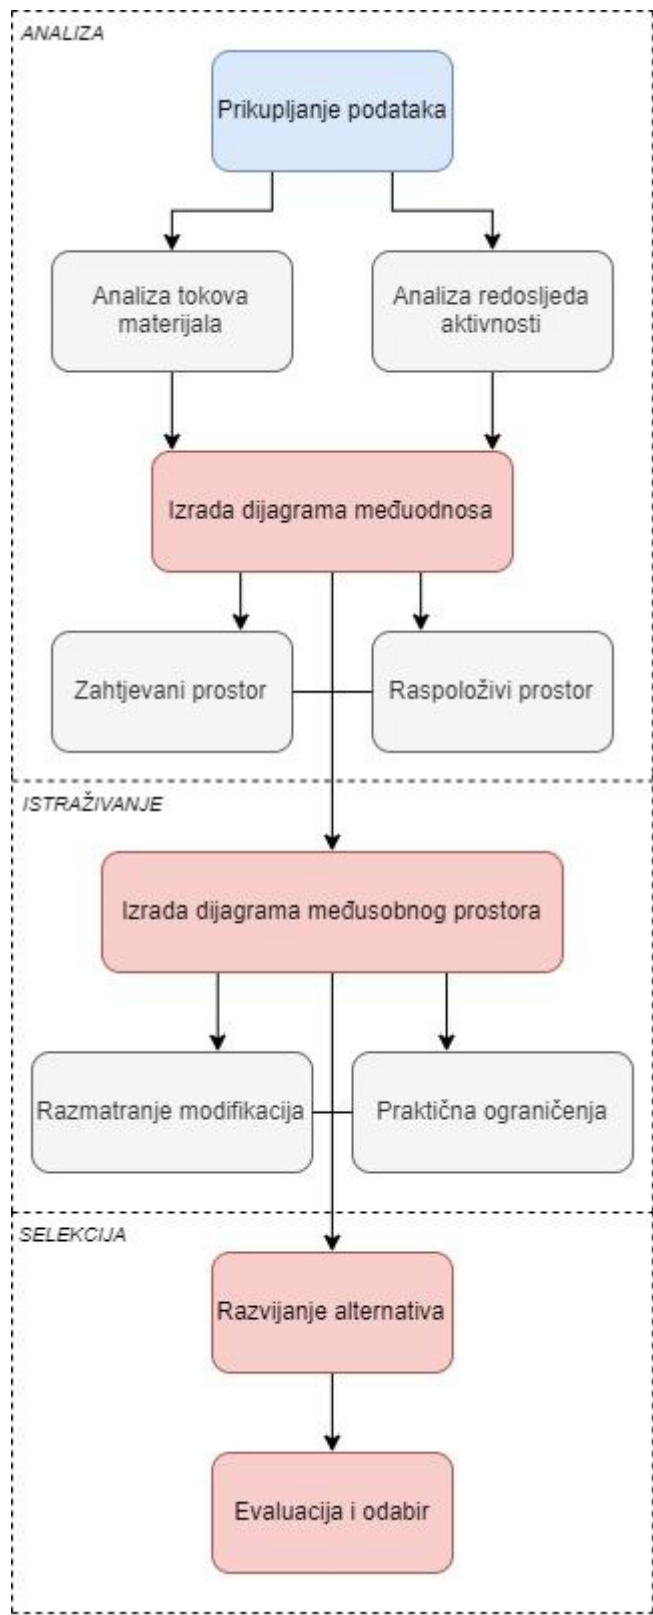 ANALIZA
Prikupljanje podataka
Analiza tokova
materijala
Analiza redosljeda
aktivnosti
Izrada dijagrama međuodnosa
Zahtjevani prostor
Raspoloživi prostor
ISTRAŽIVANJE
Izrada dijagrama međusobnog prostora
Razmatranje modifikacija
Praktična ograničenja
SELEKCIJA
Razvijanje alternativa
Evaluacija i odabir